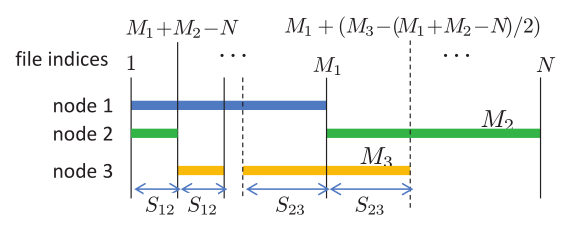 M₁+M₂−N
M₁ + (M₃−(M₁+M₂−N)/2)
file indices 1 ··· M₁ ··· N
node 1
node 2 M₂
node 3 M₃
S₁₂ S₁₂ S₂₃ S₂₃